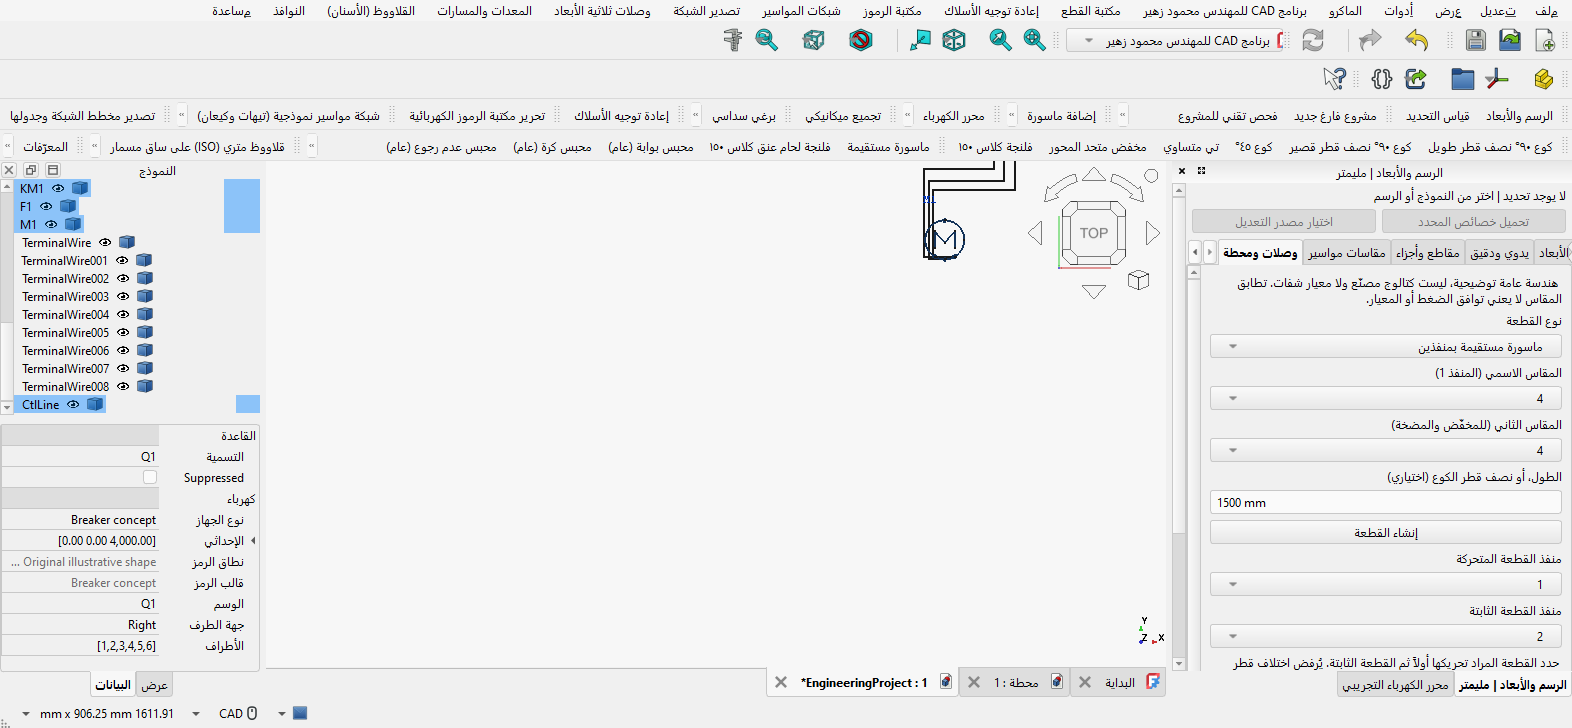 ملف تعديل عرض أدوات الماكرو برنامج CAD للمهندس محمود زهير مكتبة القطع إعادة توجيه الأسلاك مكتبة الرموز شبكات المواسير تصدير الشبكة وصلات ثلاثية الأبعاد المعدات والمسارات القلاووظ (الأسنان) النوافذ مساعدة
برنامج CAD للمهندس محمود زهير
الرسم والأبعاد قياس التحديد مشروع فارغ جديد فحص تقني للمشروع » إضافة ماسورة » محرر الكهرباء » تجميع ميكانيكي برغي سداسي » إعادة توجيه الأسلاك تحرير مكتبة الرموز الكهربائية شبكة مواسير نموذجية (تيهات وكيعان) » تصدير مخطط الشبكة وجدولها
كوع ٩٠° نصف قطر طويل كوع ٩٠° نصف قطر قصير كوع ٤٥° تي متساوي مخفض متحد المحور فلنجة كلاس ١٥٠ ماسورة مستقيمة فلنجة لحام عنق كلاس ١٥٠ محبس بوابة (عام) محبس كرة (عام) محبس عدم رجوع (عام) » قلاووظ متري (ISO) على ساق مسمار » المعرّفات »
النموذج
KM1
F1
M1
TerminalWire
TerminalWire001
TerminalWire002
TerminalWire003
TerminalWire004
TerminalWire005
TerminalWire006
TerminalWire007
TerminalWire008
CtlLine
القاعدة
التسمية Q1
Suppressed
كهرباء
نوع الجهاز Breaker concept
الإحداثي [0.00 0.00 4,000.00]
نطاق الرمز Original illustrative shape ...
قالب الرمز Breaker concept
الوسم Q1
جهة الطرف Right
الأطراف [1,2,3,4,5,6]
عرض البيانات
M
TOP
Y
Z X
البداية
محطة : 1
EngineeringProject : 1*
الرسم والأبعاد | مليمتر
لا يوجد تحديد | اختر من النموذج أو الرسم
تحميل خصائص المحدد اختيار مصدر التعديل
الأبعاد يدوي ودقيق مقاطع وأجزاء مقاسات مواسير وصلات ومحطة
هندسة عامة توضيحية، ليست كتالوج مصنّع ولا معيار شفات. تطابق
المقاس لا يعني توافق الضغط أو المعيار.
نوع القطعة
ماسورة مستقيمة بمنفذين
المقاس الاسمي (المنفذ 1)
4
المقاس الثاني (للمخفّض والمضخة)
4
الطول، أو نصف قطر الكوع (اختياري)
1500 mm
إنشاء القطعة
منفذ القطعة المتحركة
1
منفذ القطعة الثابتة
2
حدد القطعة المراد تحريكها أولاً ثم القطعة الثابتة. يُرفض اختلاف قطر
الرسم والأبعاد | مليمتر محرر الكهرباء التجريبي
mm x 906.25 mm 1611.91 CAD